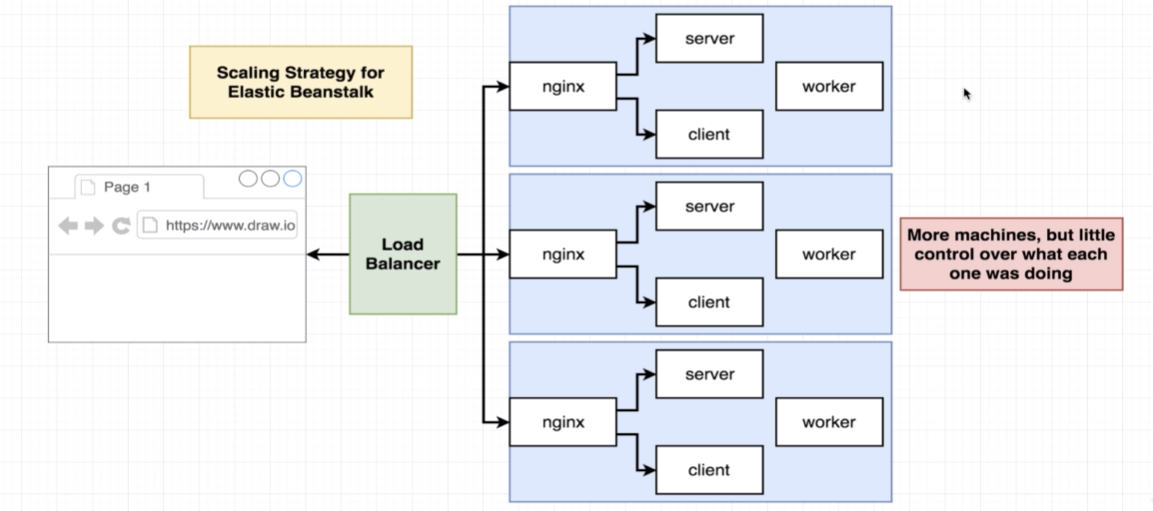 Scaling Strategy for
Elastic Beanstalk
Page 1
https://www.draw.io
Load
Balancer
nginx
server
client
worker
nginx
server
client
worker
nginx
server
client
worker
More machines, but little
control over what each
one was doing